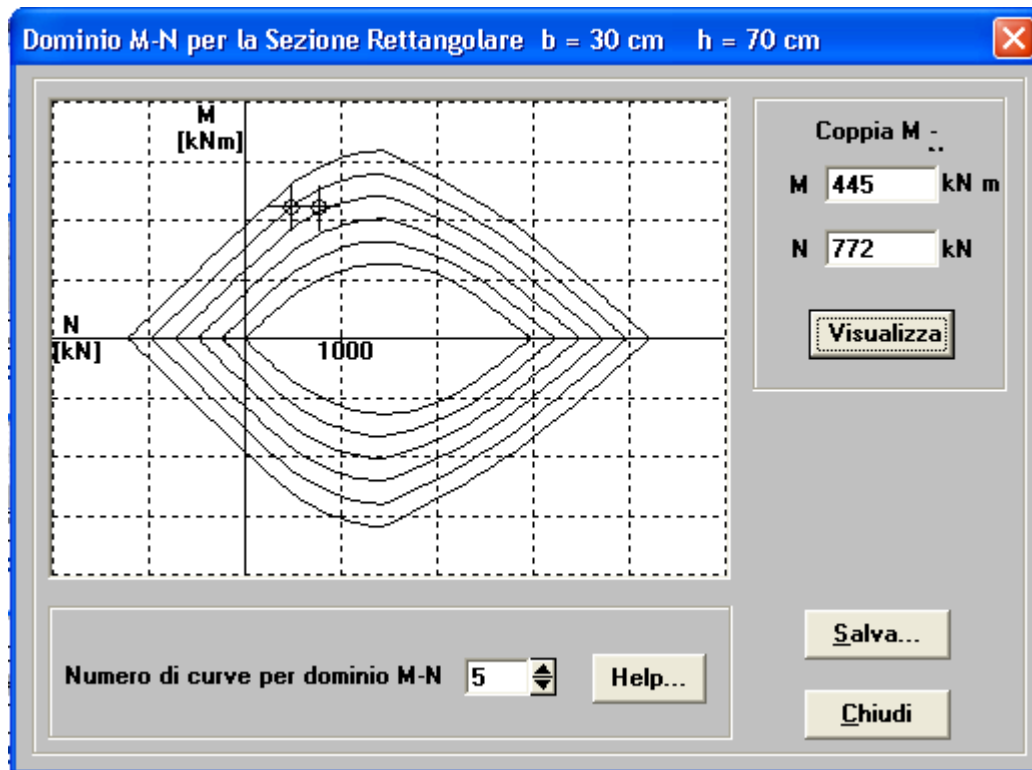 Dominio M-N per la Sezione Rettangolare b = 30 cm h = 70 cm
M
[kNm]
N
[kN]
1000
Coppia M -
M 445 kN m
N 772 kN
Visualizza
Numero di curve per dominio M-N 5 Help...
Salva...
Chiudi